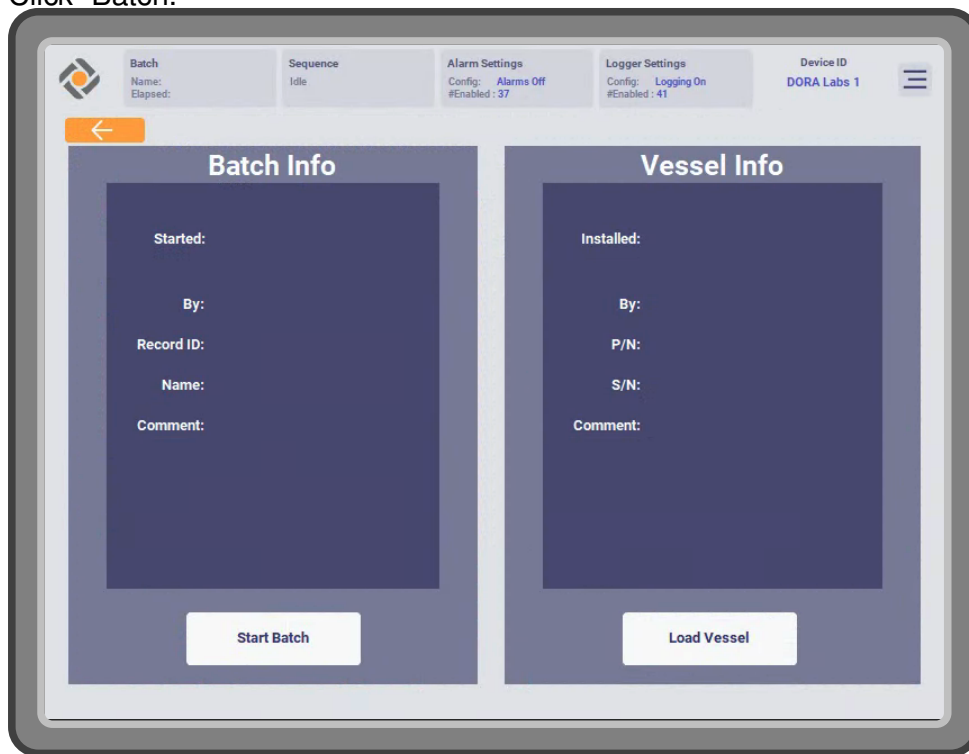 Click "Batch."
Batch
Name:
Elapsed:
Sequence
Idle
Alarm Settings
Config: Alarms Off
#Enabled : 37
Logger Settings
Config: Logging On
#Enabled : 41
Device ID
DORA Labs 1
Batch Info
Started:
By:
Record ID:
Name:
Comment:
Start Batch
Vessel Info
Installed:
By:
P/N:
S/N:
Comment:
Load Vessel